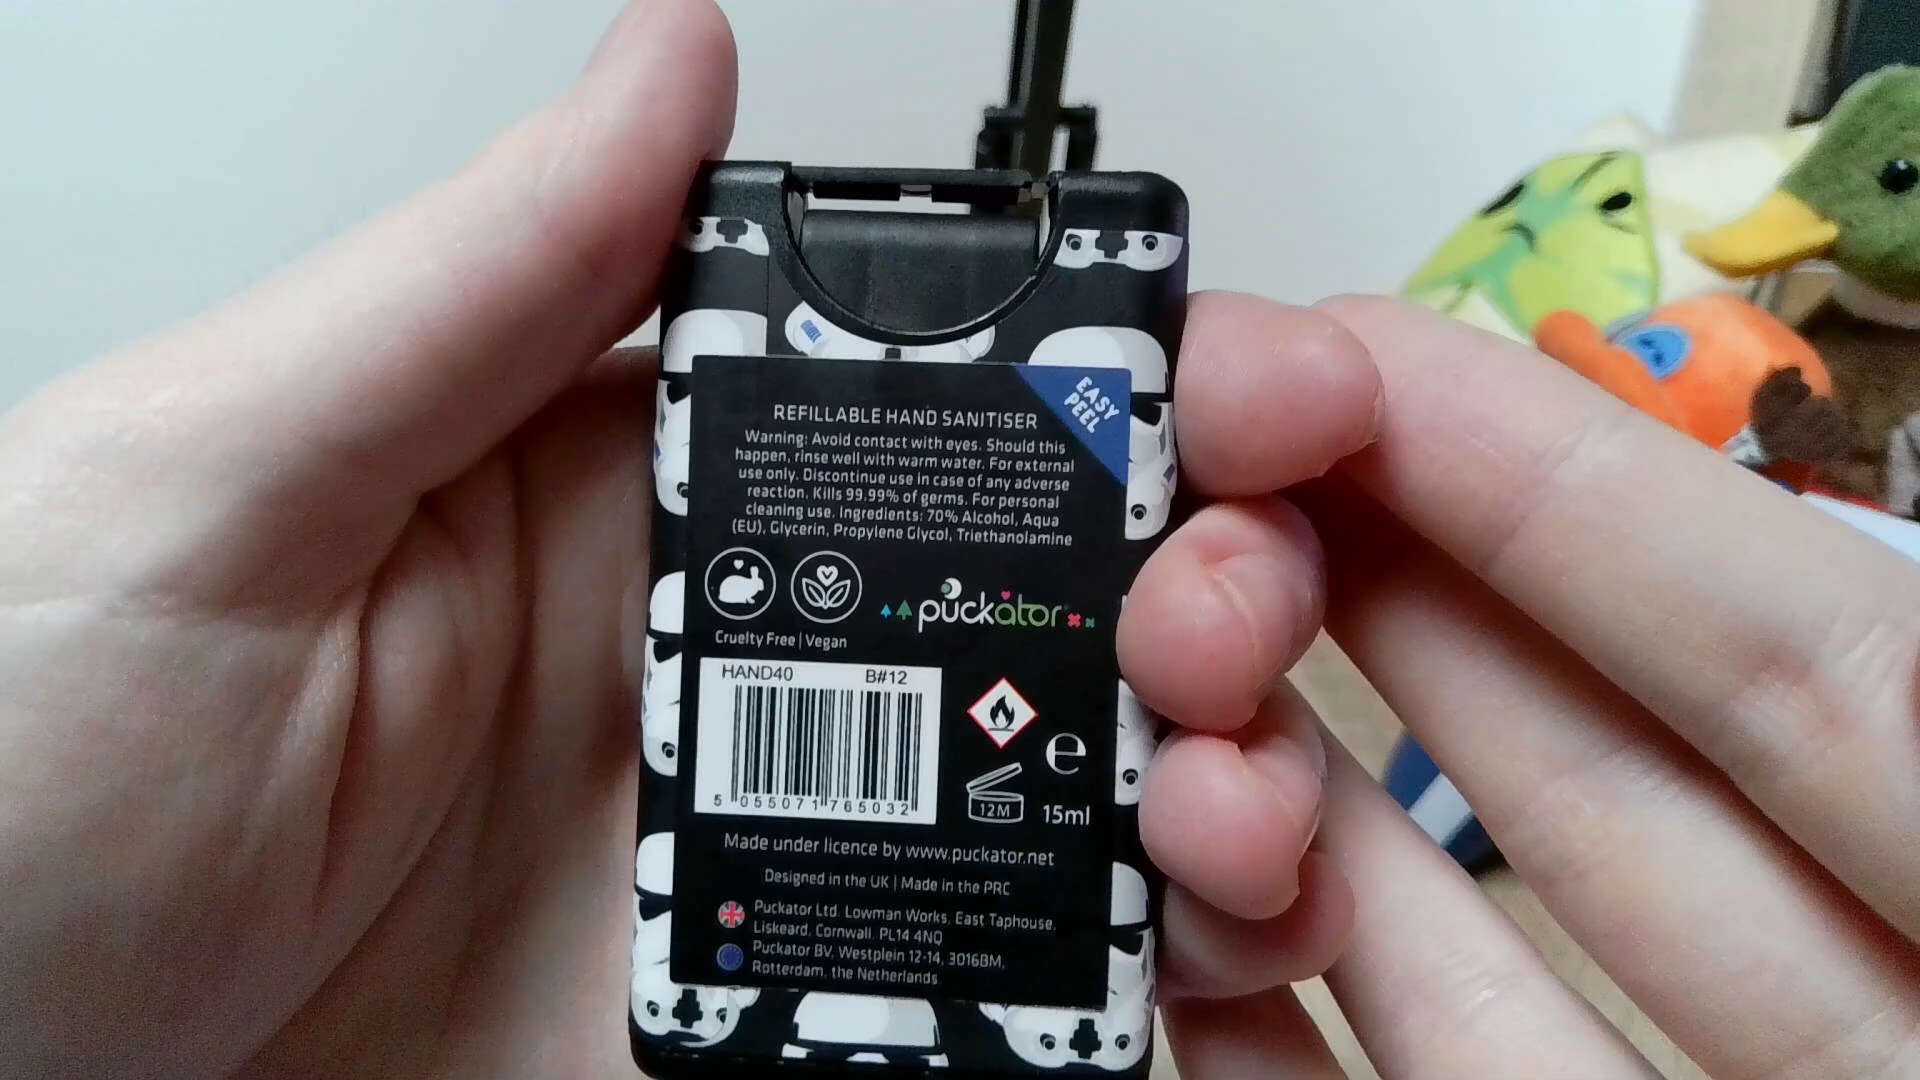 EASY
PEEL
REFILLABLE HAND SANITISER
Warning: Avoid contact with eyes. Should this
happen, rinse well with warm water. For external
use only. Discontinue use in case of any adverse
reaction. Kills 99.99% of germs. For personal
cleaning use. Ingredients: 70% Alcohol, Aqua
(EU), Glycerin, Propylene Glycol, Triethanolamine
puckator
Cruelty Free | Vegan
HAND40 B#12
5 055071 765032
12M
e
15ml
Made under licence by www.puckator.net
Designed in the UK | Made in the PRC
Puckator Ltd. Lowman Works, East Taphouse,
Liskeard, Cornwall. PL14 4NQ
Puckator BV, Westplein 12-14, 3016BM,
Rotterdam, the Netherlands.